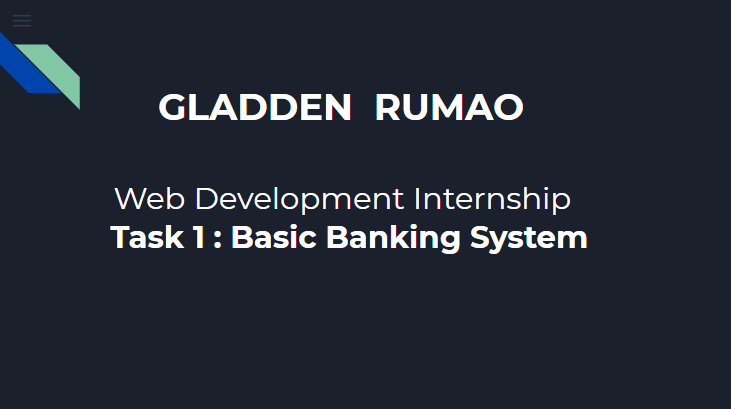 GLADDEN RUMAO
Web Development Internship
Task 1 : Basic Banking System